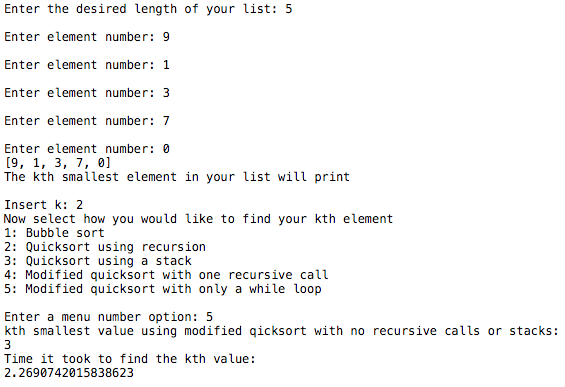 Enter the desired length of your list: 5
Enter element number: 9
Enter element number: 1
Enter element number: 3
Enter element number: 7
Enter element number: 0
[9, 1, 3, 7, 0]
The kth smallest element in your list will print
Insert k: 2
Now select how you would like to find your kth element
1: Bubble sort
2: Quicksort using recursion
3: Quicksort using a stack
4: Modified quicksort with one recursive call
5: Modified quicksort with only a while loop
Enter a menu number option: 5
kth smallest value using modified qicksort with no recursive calls or stacks:
3
Time it took to find the kth value:
2.2690742015838623